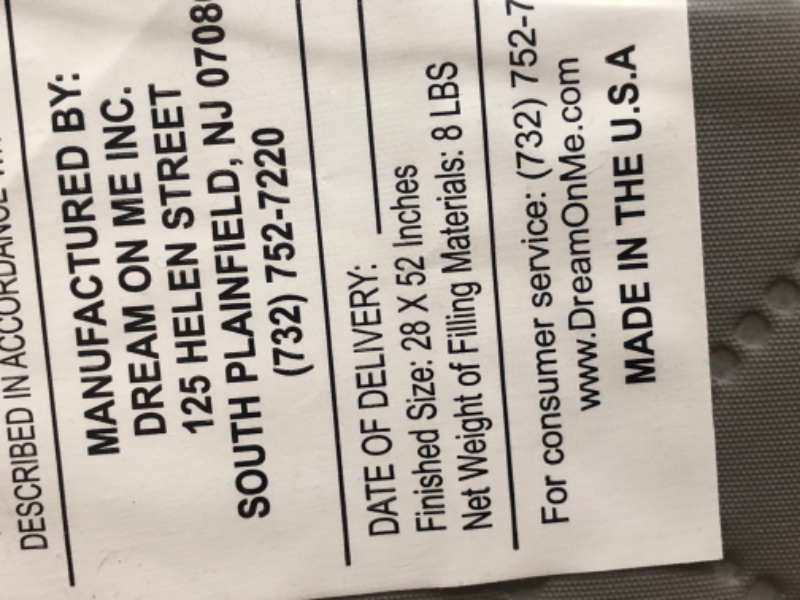 DESCRIBED IN ACCORDANCE
MANUFACTURED BY:
DREAM ON ME INC.
125 HELEN STREET
SOUTH PLAINFIELD, NJ 0708
(732) 752-7220
DATE OF DELIVERY:
Finished Size: 28 X 52 Inches
Net Weight of Filling Materials: 8 LBS
For consumer service: (732) 752-7
www.DreamOnMe.com
MADE IN THE U.S.A